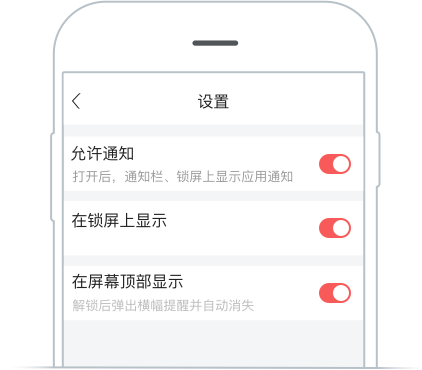 设置
允许通知
打开后，通知栏、锁屏上显示应用通知
在锁屏上显示
在屏幕顶部显示
解锁后弹出横幅提醒并自动消失